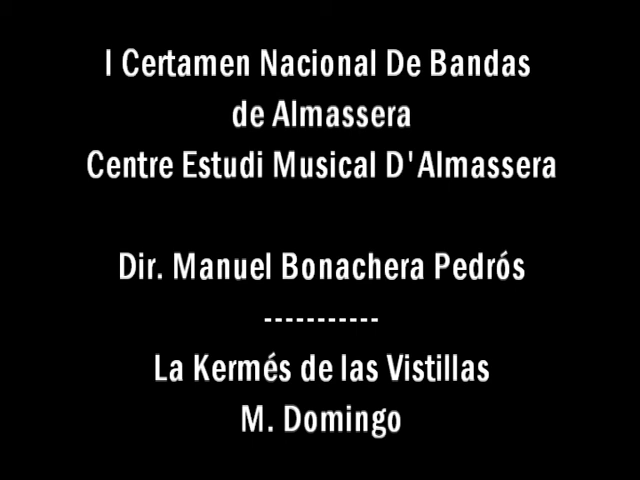 I Certamen Nacional De Bandas
de Almassera
Centre Estudi Musical D'Almassera
Dir. Manuel Bonachera Pedrós
-----------
La Kermés de las Vistillas
M. Domingo